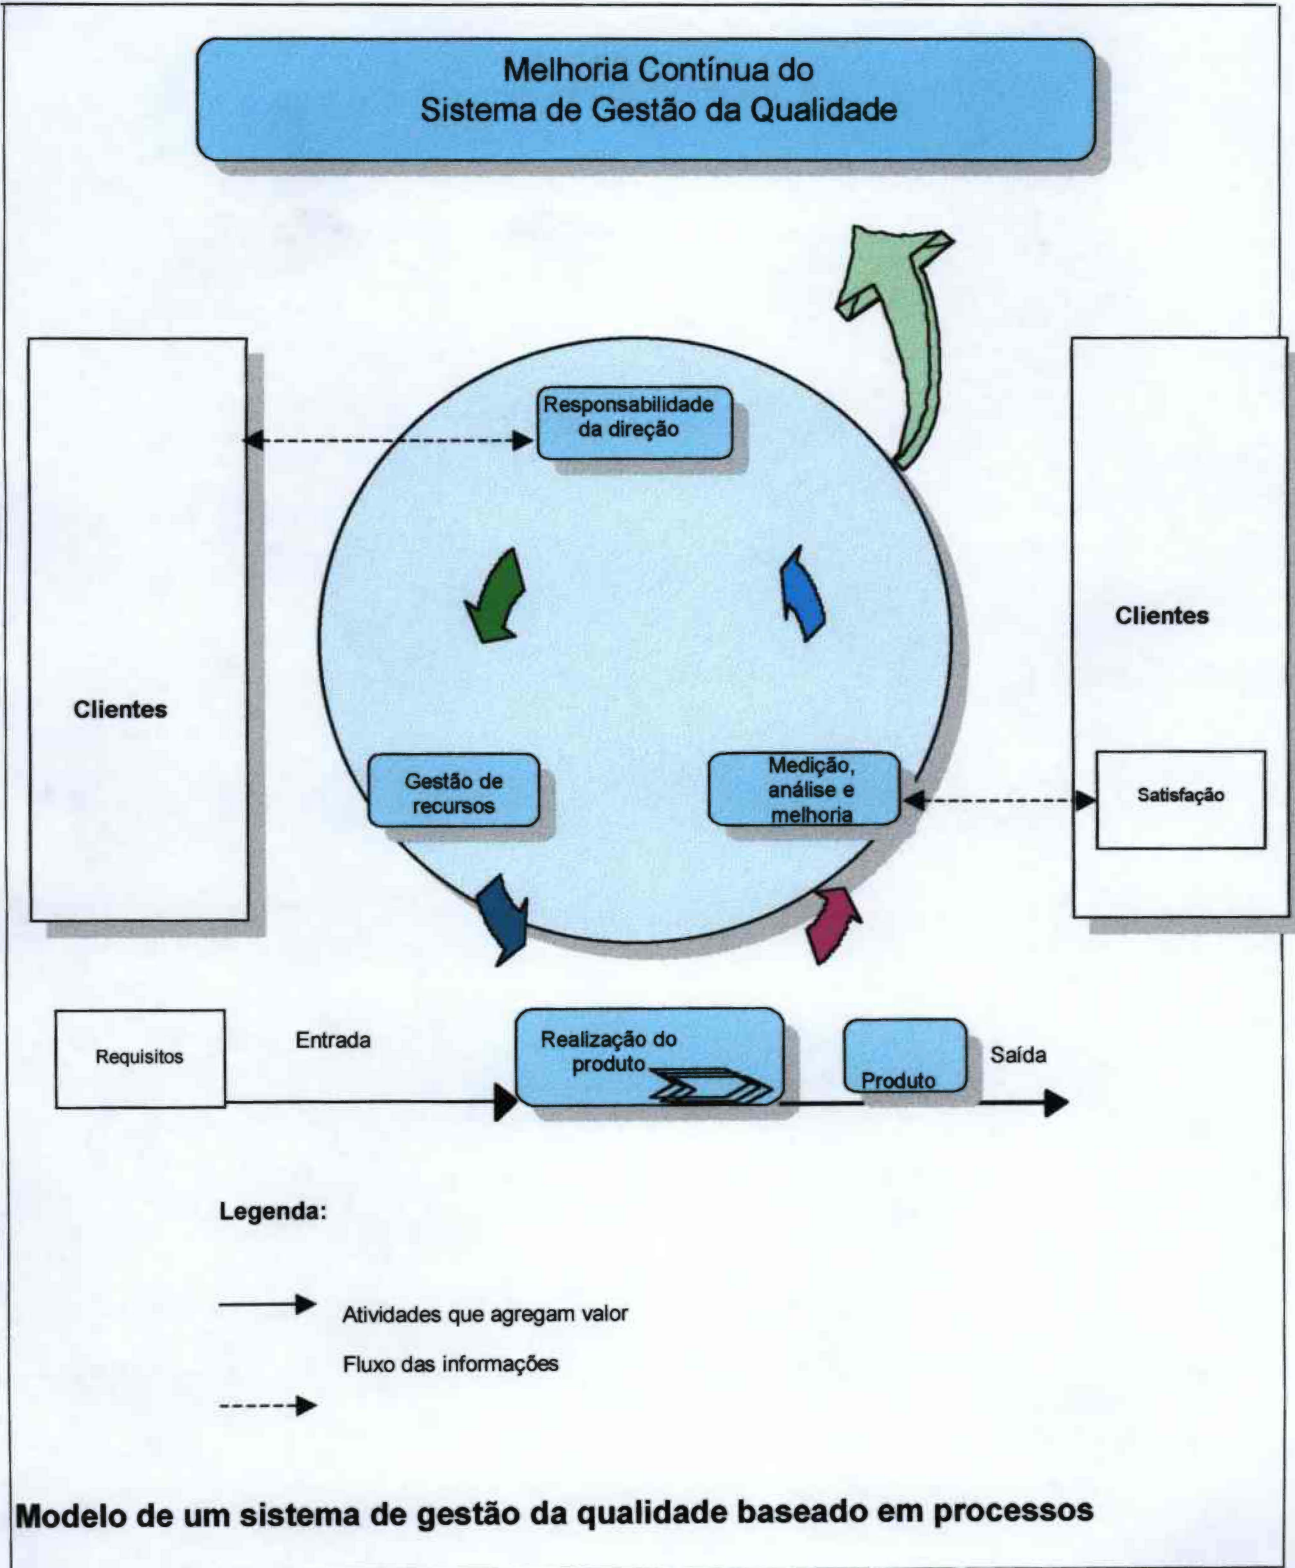 Melhoria Contínua do
Sistema de Gestão da Qualidade
Responsabilidade
da direção
Clientes
Clientes
Gestão de
recursos
Medição,
análise e
melhoria
Satisfação
Requisitos
Entrada
Realização do
produto
Produto
Saída
Legenda:
Atividades que agregam valor
Fluxo das informações
Modelo de um sistema de gestão da qualidade baseado em processos